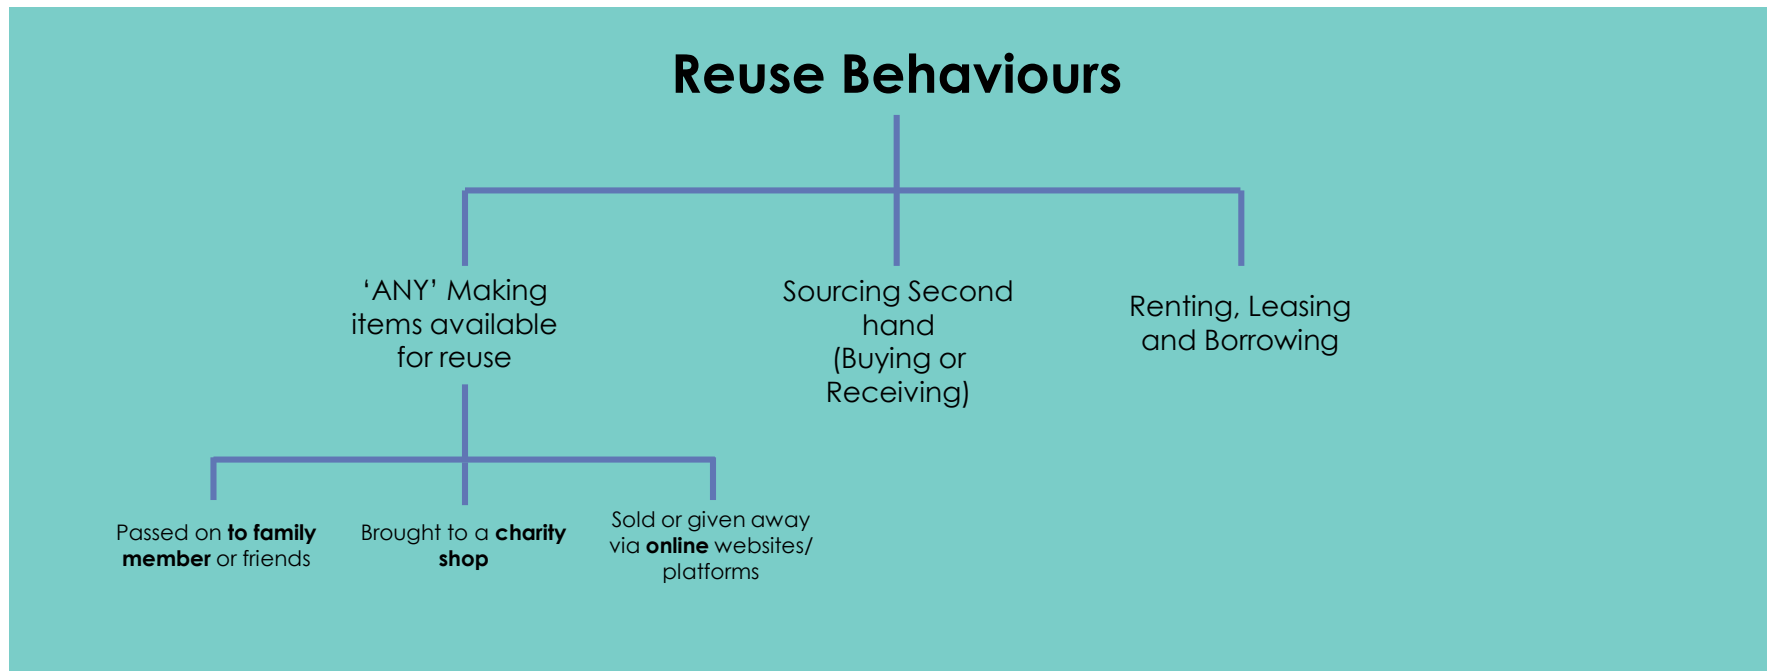 Reuse Behaviours
‘ANY’ Making
items available
for reuse
Sourcing Second
hand
(Buying or
Receiving)
Renting, Leasing
and Borrowing
Passed on to family
member or friends
Brought to a charity
shop
Sold or given away
via online websites/
platforms